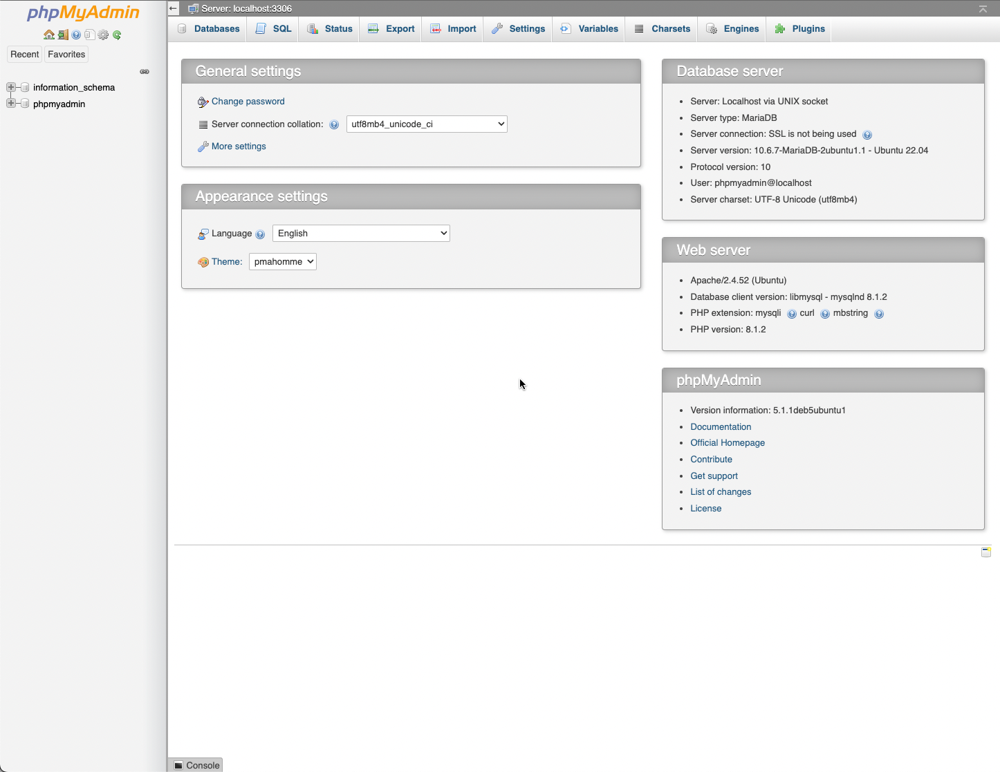 phpMyAdmin
Recent Favorites
information_schema
phpmyadmin
Server: localhost:3306
Databases SQL Status Export Import Settings Variables Charsets Engines Plugins
General settings
Change password
Server connection collation: utf8mb4_unicode_ci
More settings
Appearance settings
Language English
Theme: pmahomme
Database server
Server: Localhost via UNIX socket
Server type: MariaDB
Server connection: SSL is not being used
Server version: 10.6.7-MariaDB-2ubuntu1.1 - Ubuntu 22.04
Protocol version: 10
User: phpmyadmin@localhost
Server charset: UTF-8 Unicode (utf8mb4)
Web server
Apache/2.4.52 (Ubuntu)
Database client version: libmysql - mysqlnd 8.1.2
PHP extension: mysqli curl mbstring
PHP version: 8.1.2
phpMyAdmin
Version information: 5.1.1deb5ubuntu1
Documentation
Official Homepage
Contribute
Get support
List of changes
License
Console